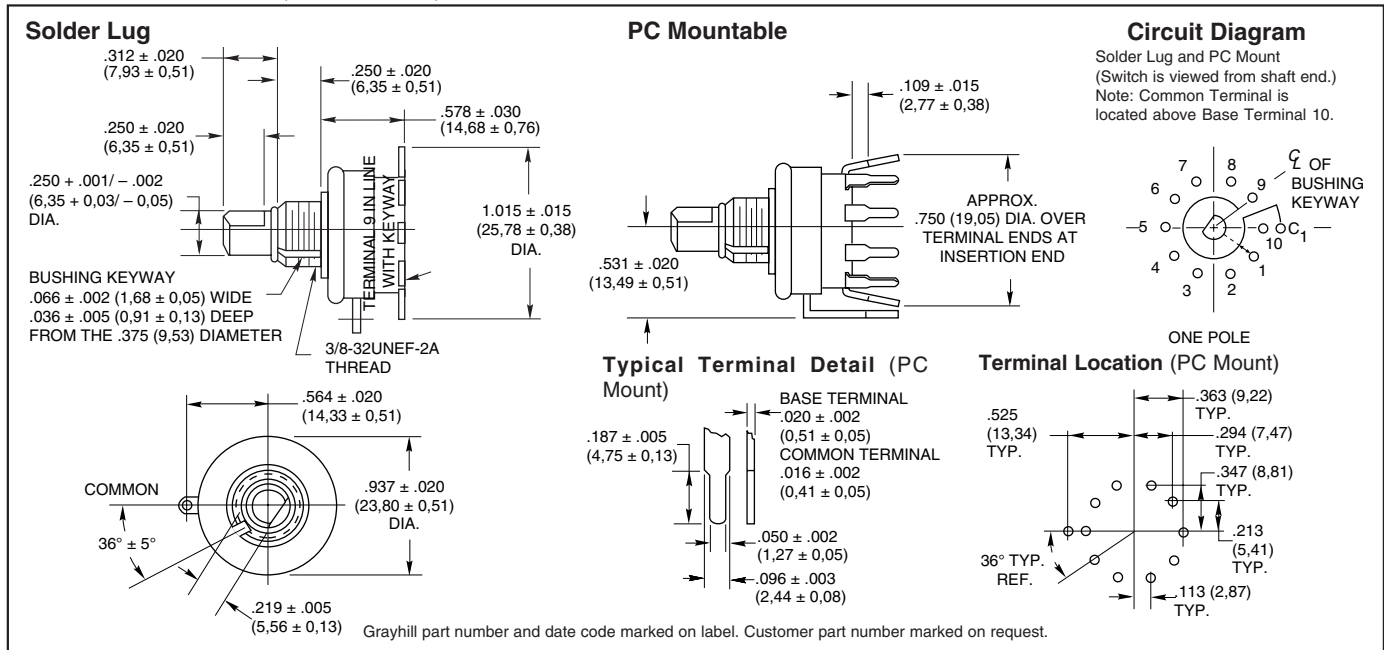 Solder Lug
.312 ± .020
(7,93 ± 0,51)
.250 ± .020
(6,35 ± 0,51)
.578 ± .030
(14,68 ± 0,76)
.250 ± .020
(6,35 ± 0,51)
.250 + .001/ – .002
(6,35 + 0,03/ – 0,05)
DIA.
TERMINAL 9 IN LINE
WITH KEYWAY
1.015 ± .015
(25,78 ± 0,38)
DIA.
BUSHING KEYWAY
.066 ± .002 (1,68 ± 0,05) WIDE
.036 ± .005 (0,91 ± 0,13) DEEP
FROM THE .375 (9,53) DIAMETER
3/8-32UNEF-2A
THREAD
.564 ± .020
(14,33 ± 0,51)
COMMON
.937 ± .020
(23,80 ± 0,51)
DIA.
36° ± 5°
.219 ± .005
(5,56 ± 0,13)
PC Mountable
.109 ± .015
(2,77 ± 0,38)
APPROX.
.750 (19,05) DIA. OVER
TERMINAL ENDS AT
INSERTION END
.531 ± .020
(13,49 ± 0,51)
Typical Terminal Detail (PC
Mount)
BASE TERMINAL
.020 ± .002
(0,51 ± 0,05)
COMMON TERMINAL
.016 ± .002
(0,41 ± 0,05)
.187 ± .005
(4,75 ± 0,13)
.050 ± .002
(1,27 ± 0,05)
.096 ± .003
(2,44 ± 0,08)
Circuit Diagram
Solder Lug and PC Mount
(Switch is viewed from shaft end.)
Note: Common Terminal is
located above Base Terminal 10.
℄ OF
BUSHING
KEYWAY
7 8
6 9
5 10 C1
4 1
3 2
ONE POLE
Terminal Location (PC Mount)
.363 (9,22)
TYP.
.525
(13,34)
TYP.
.294 (7,47)
TYP.
.347 (8,81)
TYP.
.213
(5,41)
TYP.
36° TYP.
REF.
.113 (2,87)
TYP.
Grayhill part number and date code marked on label. Customer part number marked on request.